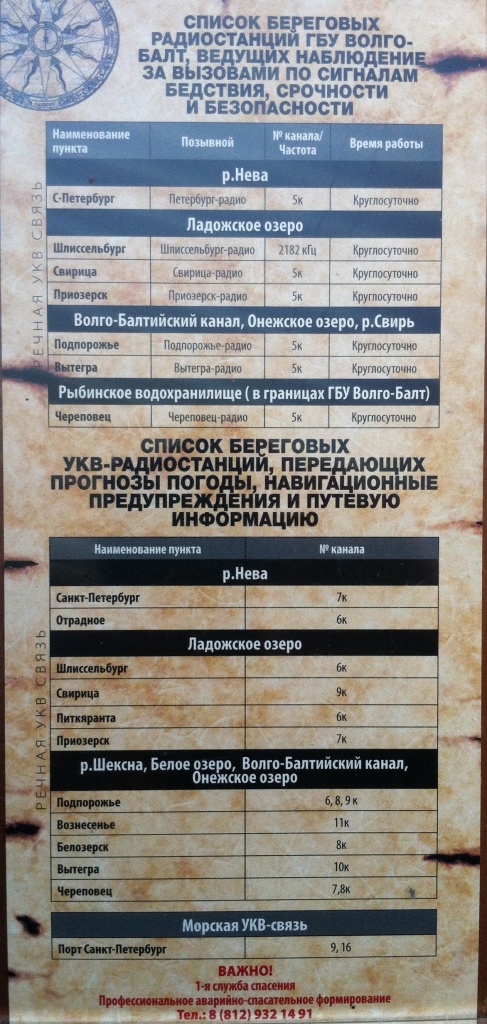 СПИСОК БЕРЕГОВЫХ
РАДИОСТАНЦИЙ ГБУ ВОЛГО-
БАЛТ, ВЕДУЩИХ НАБЛЮДЕНИЕ
ЗА ВЫЗОВАМИ ПО СИГНАЛАМ
БЕДСТВИЯ, СРОЧНОСТИ
И БЕЗОПАСНОСТИ
Наименование пункта Позывной № канала/ Частота Время работы
р.Нева
С-Петербург Петербург-радио 5к Круглосуточно
Ладожское озеро
Шлиссельбург Шлиссельбург-радио 2182 кГц Круглосуточно
Свирица Свирица-радио 5к Круглосуточно
Приозерск Приозерск-радио 5к Круглосуточно
Волго-Балтийский канал, Онежское озеро, р.Свирь
Подпорожье Подпорожье-радио 5к Круглосуточно
Вытегра Вытегра-радио 5к Круглосуточно
Рыбинское водохранилище ( в границах ГБУ Волго-Балт)
Череповец Череповец-радио 5к Круглосуточно
РЕЧНАЯ УКВ СВЯЗЬ
СПИСОК БЕРЕГОВЫХ
УКВ-РАДИОСТАНЦИЙ, ПЕРЕДАЮЩИХ
ПРОГНОЗЫ ПОГОДЫ, НАВИГАЦИОННЫЕ
ПРЕДУПРЕЖДЕНИЯ И ПУТЕВУЮ
ИНФОРМАЦИЮ
Наименование пункта № канала
р.Нева
Санкт-Петербург 7к
Отрадное 6к
Ладожское озеро
Шлиссельбург 6к
Свирица 9к
Питкяранта 6к
Приозерск 7к
р.Шексна, Белое озеро, Волго-Балтийский канал,
Онежское озеро
Подпорожье 6, 8, 9 к
Вознесенье 11к
Белозерск 8к
Вытегра 10к
Череповец 7,8к
РЕЧНАЯ УКВ СВЯЗЬ
Морская УКВ-связь
Порт Санкт-Петербург 9, 16
ВАЖНО!
1-я служба спасения
Профессиональное аварийно-спасательное формирование
Тел.: 8 (812) 932 14 91